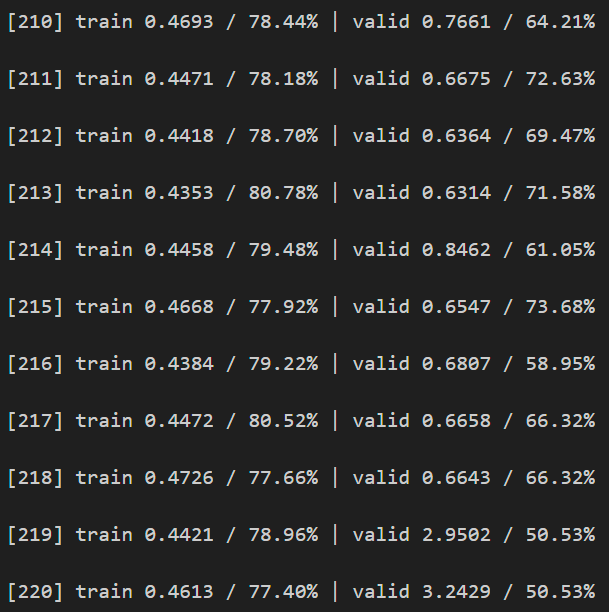 [210] train 0.4693 / 78.44% | valid 0.7661 / 64.21%
[211] train 0.4471 / 78.18% | valid 0.6675 / 72.63%
[212] train 0.4418 / 78.70% | valid 0.6364 / 69.47%
[213] train 0.4353 / 80.78% | valid 0.6314 / 71.58%
[214] train 0.4458 / 79.48% | valid 0.8462 / 61.05%
[215] train 0.4668 / 77.92% | valid 0.6547 / 73.68%
[216] train 0.4384 / 79.22% | valid 0.6807 / 58.95%
[217] train 0.4472 / 80.52% | valid 0.6658 / 66.32%
[218] train 0.4726 / 77.66% | valid 0.6643 / 66.32%
[219] train 0.4421 / 78.96% | valid 2.9502 / 50.53%
[220] train 0.4613 / 77.40% | valid 3.2429 / 50.53%